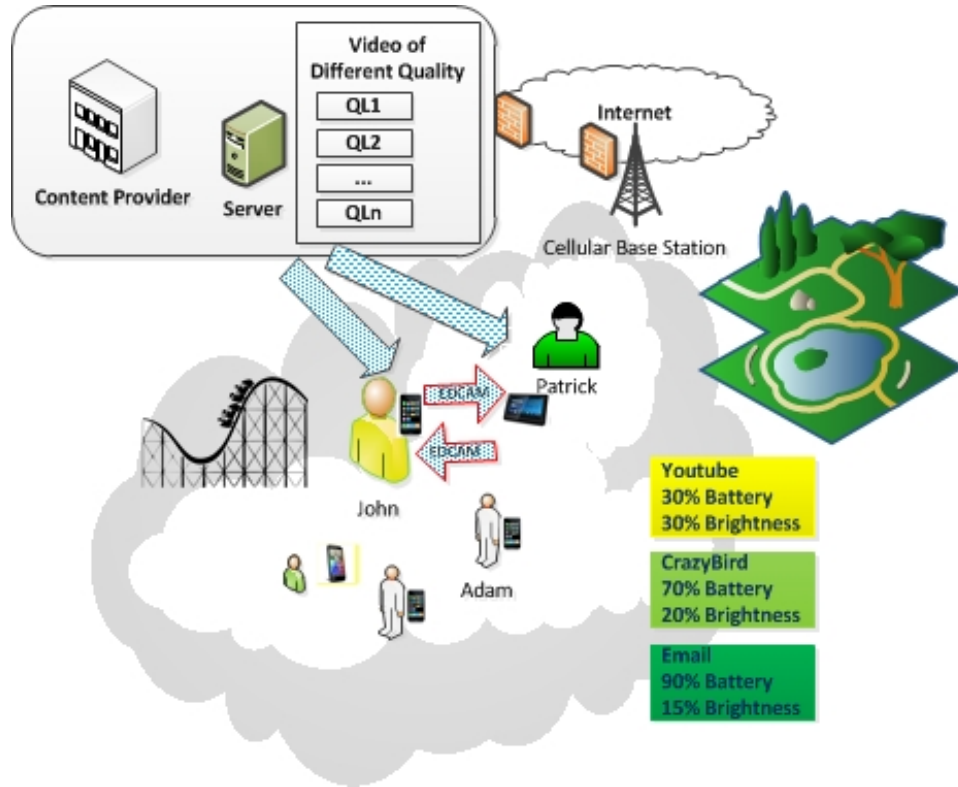 Video of
Different Quality
QL1
QL2
...
QLn
Content Provider
Server
Internet
Cellular Base Station
Patrick
EDCAM
EDCAM
John
Adam
Youtube
30% Battery
30% Brightness
CrazyBird
70% Battery
20% Brightness
Email
90% Battery
15% Brightness